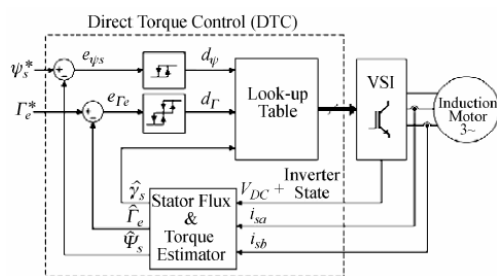 Direct Torque Control (DTC)
ψs*
eψs
dψ
Γe*
eΓe
dΓ
Look-up
Table
VSI
Induction
Motor
3~
γ̂s
Γ̂e
Ψ̂s
Stator Flux
&
Torque
Estimator
VDC + Inverter
State
isa
isb